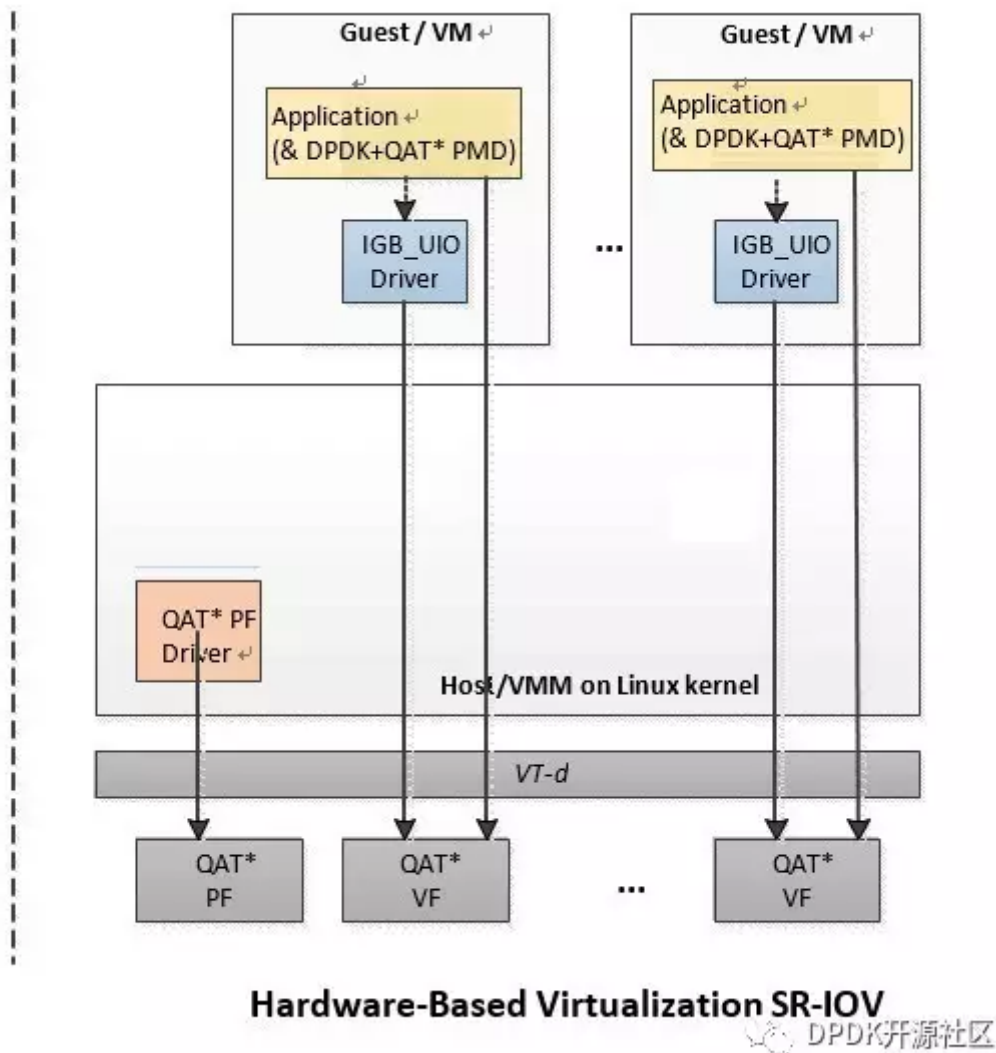 Guest / VM
Guest / VM
Application
(& DPDK+QAT* PMD)
Application
(& DPDK+QAT* PMD)
IGB_UIO
Driver
...
IGB_UIO
Driver
QAT* PF
Driver
Host/VMM on Linux kernel
VT-d
QAT*
PF
QAT*
VF
...
QAT*
VF
Hardware-Based Virtualization SR-IOV
DPDK开源社区